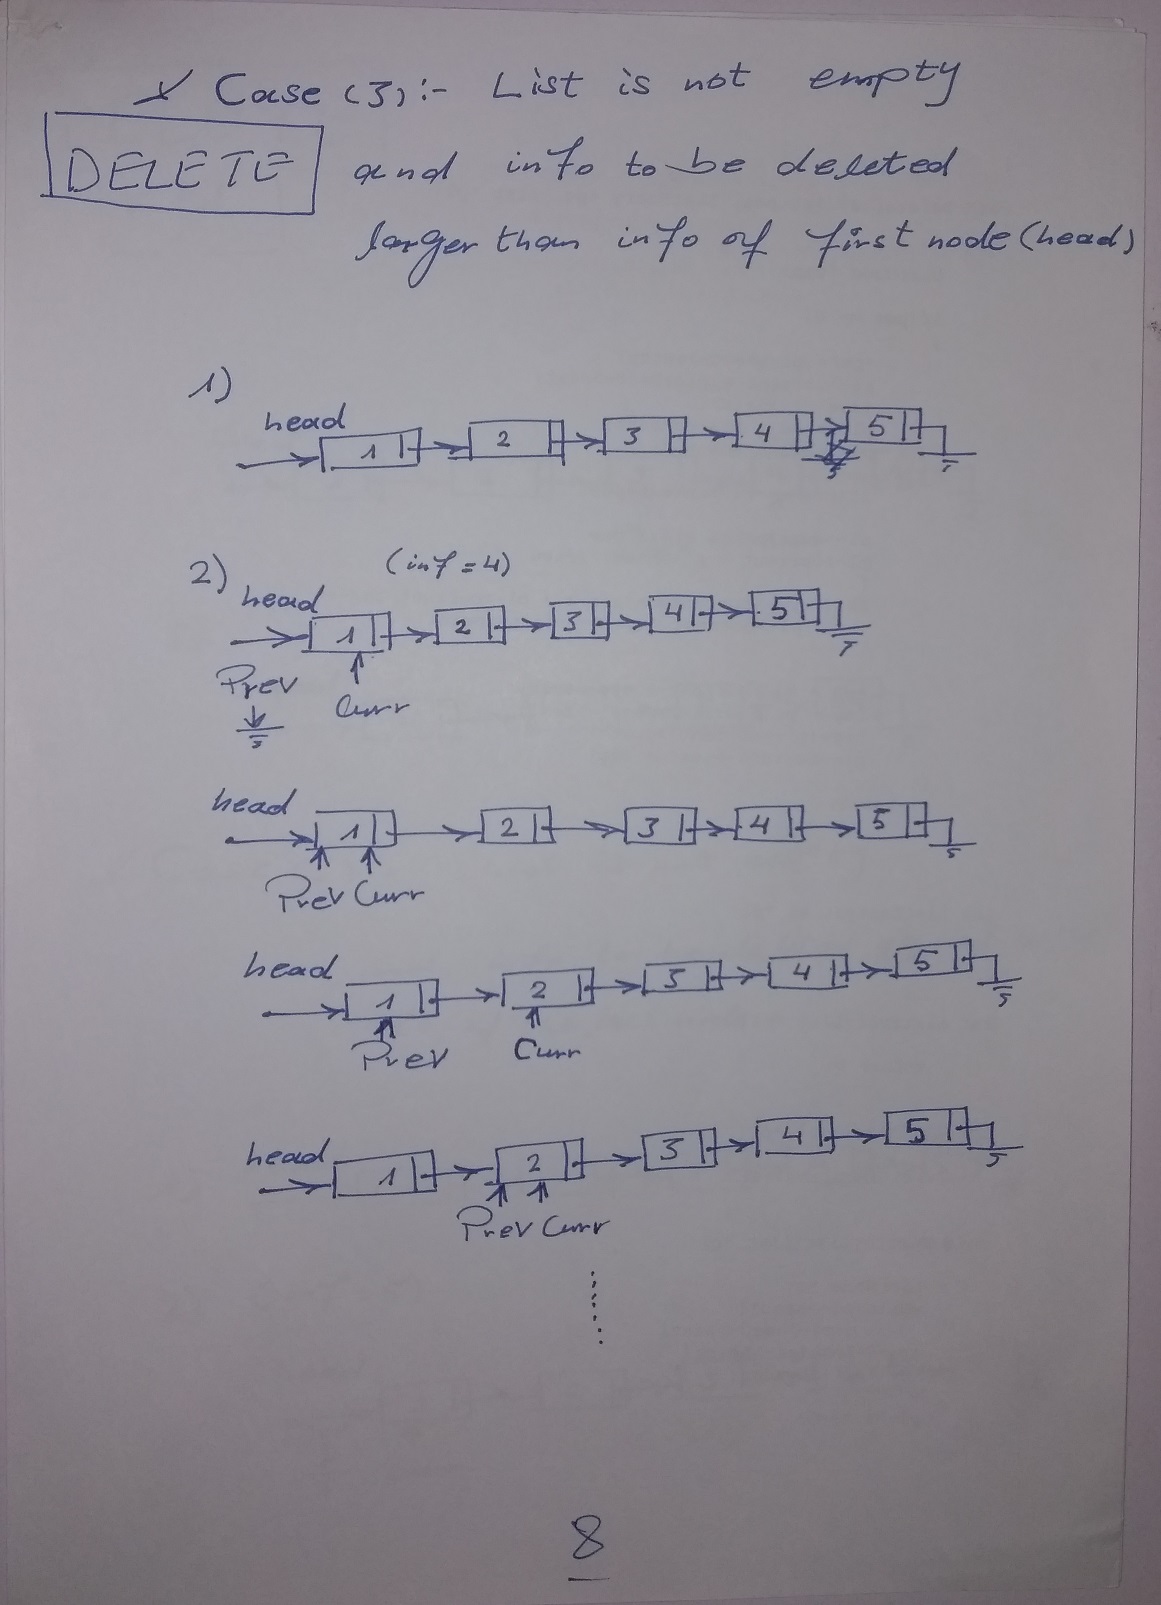 Case (3):- List is not empty
DELETE and info to be deleted
larger than info of first node (head)
1)
head
1 2 3 4 5
2) (inf = 4)
head
1 2 3 4 5
Prev Curr
head
1 2 3 4 5
Prev Curr
head
1 2 3 4 5
Prev Curr
head
1 2 3 4 5
Prev Curr
8